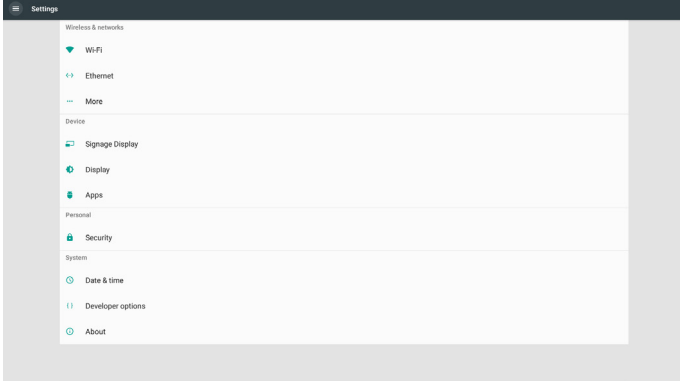 Settings
Wireless & networks
Wi-Fi
Ethernet
More
Device
Signage Display
Display
Apps
Personal
Security
System
Date & time
Developer options
About